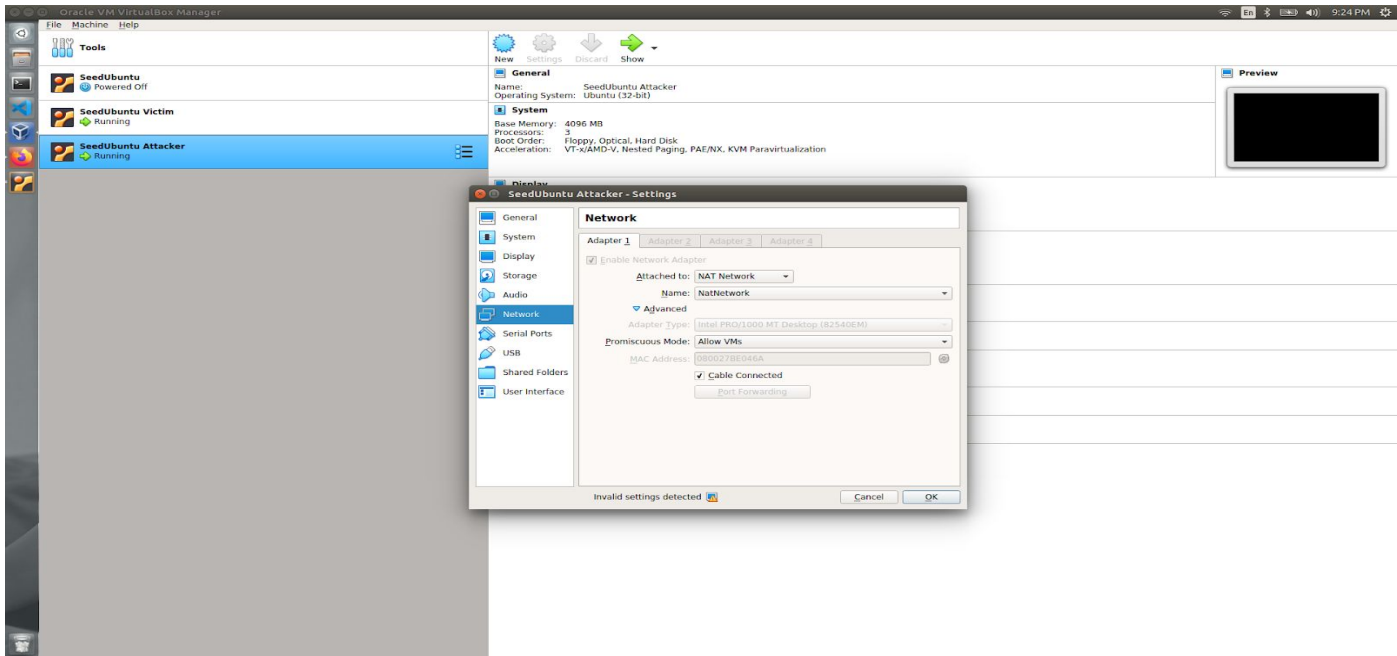 Oracle VM VirtualBox Manager
En
9:24 PM
File Machine Help
Tools
SeedUbuntu
Powered Off
SeedUbuntu Victim
Running
SeedUbuntu Attacker
Running
New Settings Discard Show
General
Name: SeedUbuntu Attacker
Operating System: Ubuntu (32-bit)
System
Base Memory: 4096 MB
Processors: 3
Boot Order: Floppy, Optical, Hard Disk
Acceleration: VT-x/AMD-V, Nested Paging, PAE/NX, KVM Paravirtualization
Display
Preview
SeedUbuntu Attacker - Settings
General
System
Display
Storage
Audio
Network
Serial Ports
USB
Shared Folders
User Interface
Network
Adapter 1 Adapter 2 Adapter 3 Adapter 4
Enable Network Adapter
Attached to: NAT Network
Name: NatNetwork
Advanced
Adapter Type: Intel PRO/1000 MT Desktop (82540EM)
Promiscuous Mode: Allow VMs
MAC Address: 080027BE046A
Cable Connected
Port Forwarding
Invalid settings detected
Cancel OK